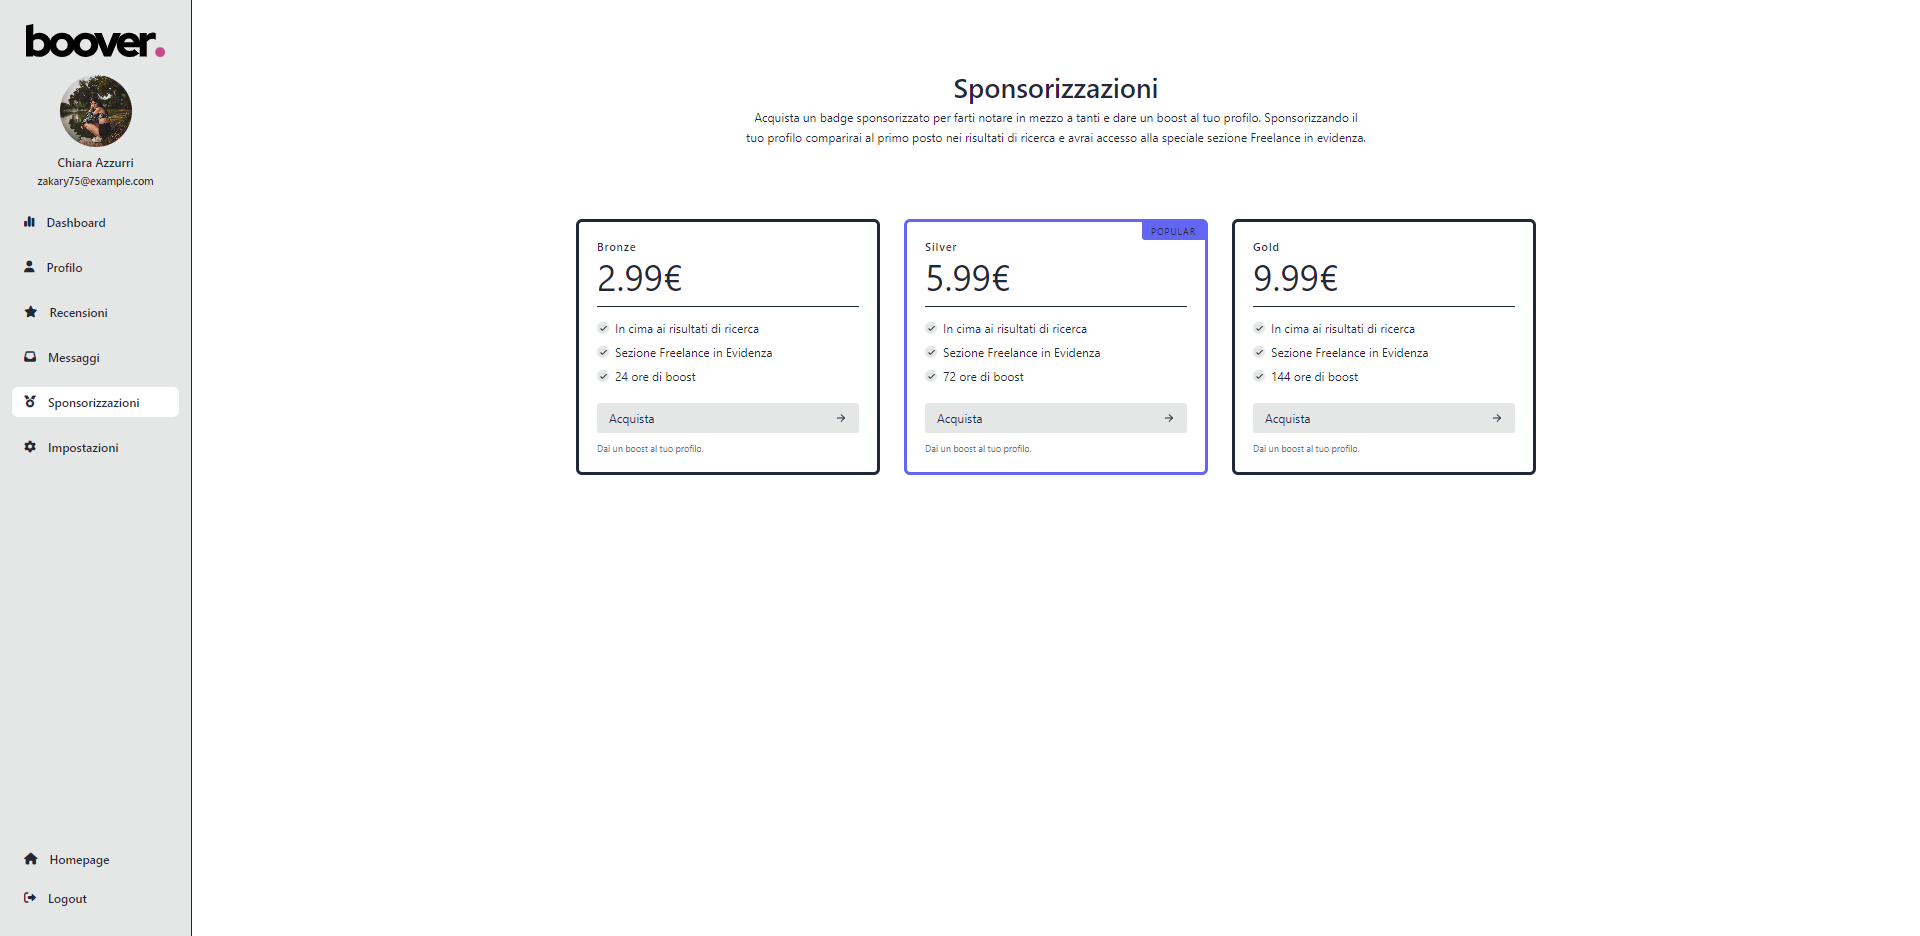 boover.
Chiara Azzurri
zakary75@example.com
Dashboard
Profilo
Recensioni
Messaggi
Sponsorizzazioni
Impostazioni
Homepage
Logout
Sponsorizzazioni
Acquista un badge sponsorizzato per farti notare in mezzo a tanti e dare un boost al tuo profilo. Sponsorizzando il
tuo profilo comparirai al primo posto nei risultati di ricerca e avrai accesso alla speciale sezione Freelance in evidenza.
Bronze
2.99€
In cima ai risultati di ricerca
Sezione Freelance in Evidenza
24 ore di boost
Acquista
Dai un boost al tuo profilo.
POPULAR
Silver
5.99€
In cima ai risultati di ricerca
Sezione Freelance in Evidenza
72 ore di boost
Acquista
Dai un boost al tuo profilo.
Gold
9.99€
In cima ai risultati di ricerca
Sezione Freelance in Evidenza
144 ore di boost
Acquista
Dai un boost al tuo profilo.